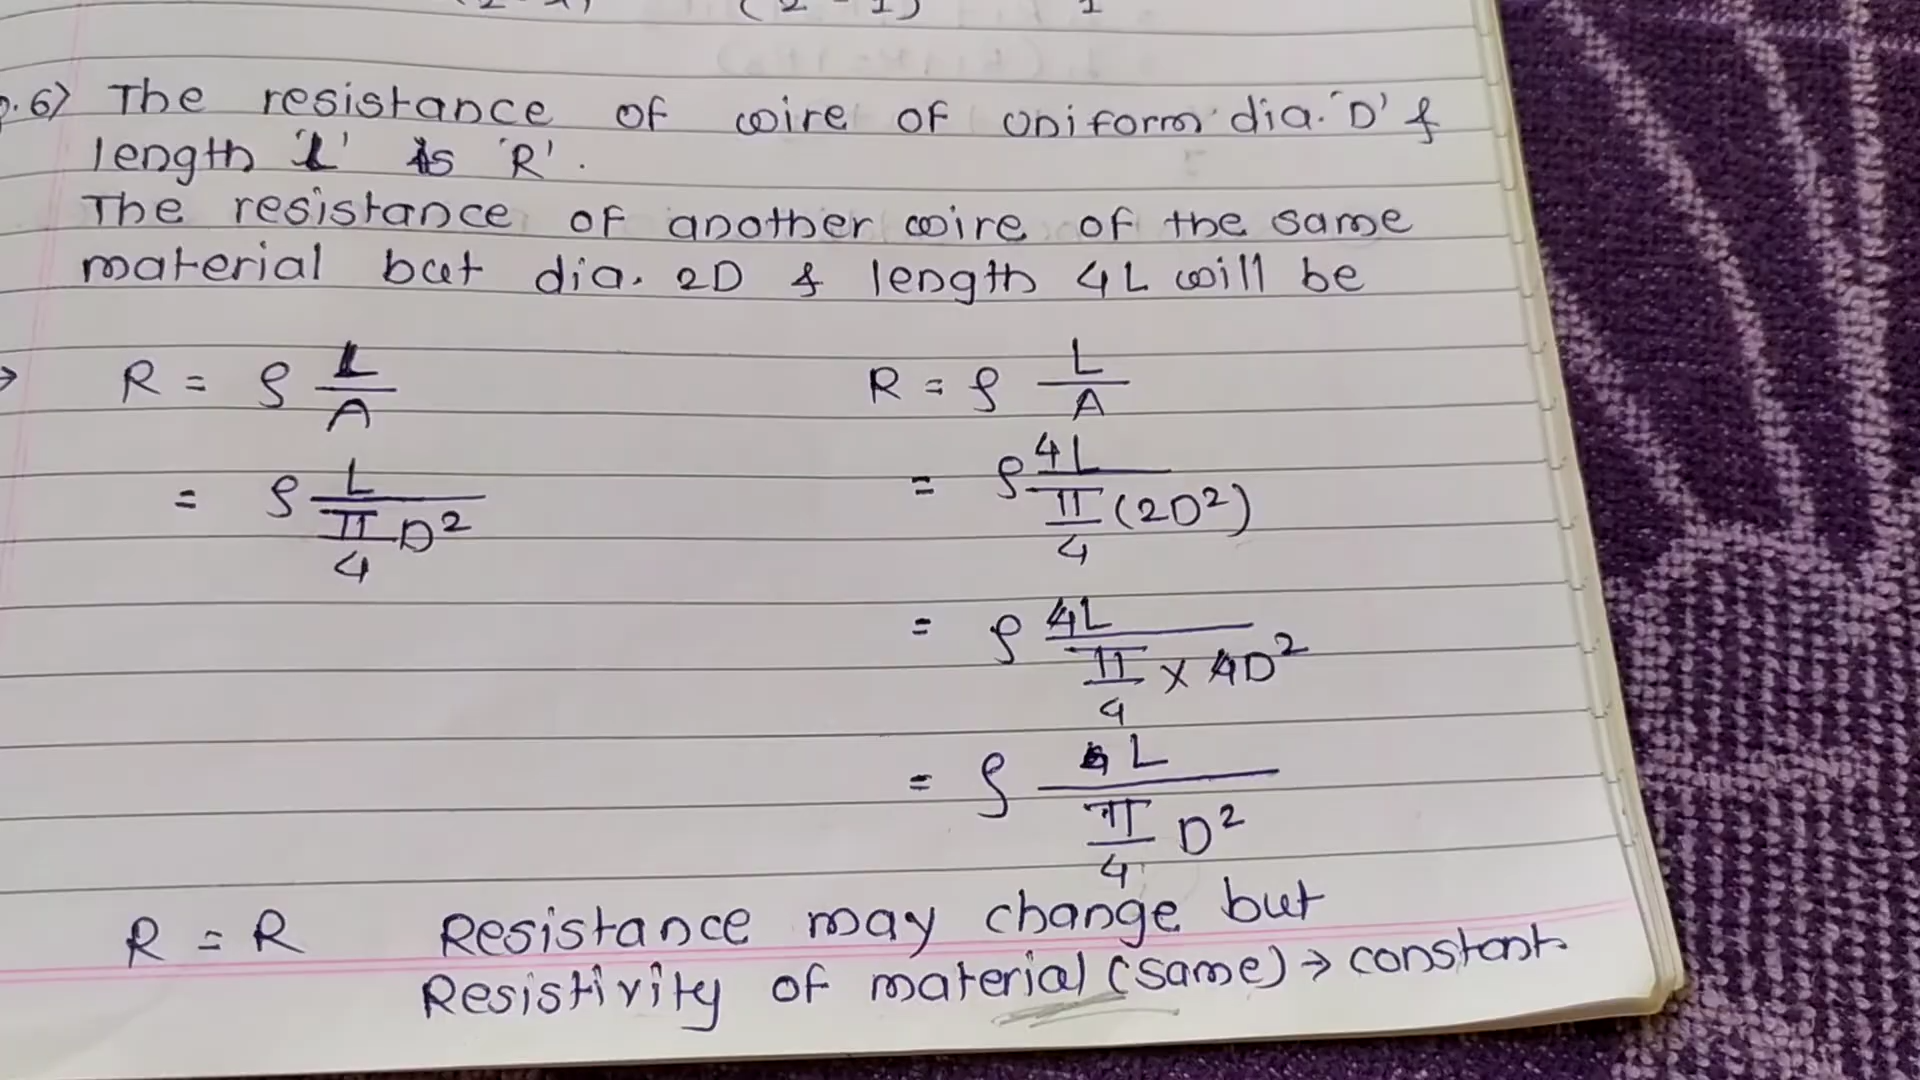 .6) The resistance of wire of uniform dia. 'D' &
length 'L' is 'R'.
The resistance of another wire of the same
material but dia. 2D & length 4L will be
→ R = ρ L/A
= ρ L/(π/4 D²)
R = ρ L/A
= ρ 4L/(π/4 (2D²))
= ρ 4L/(π/4 × 4D²)
= ρ L/(π/4 D²)
R = R Resistance may change but
Resistivity of material (same) → constant.